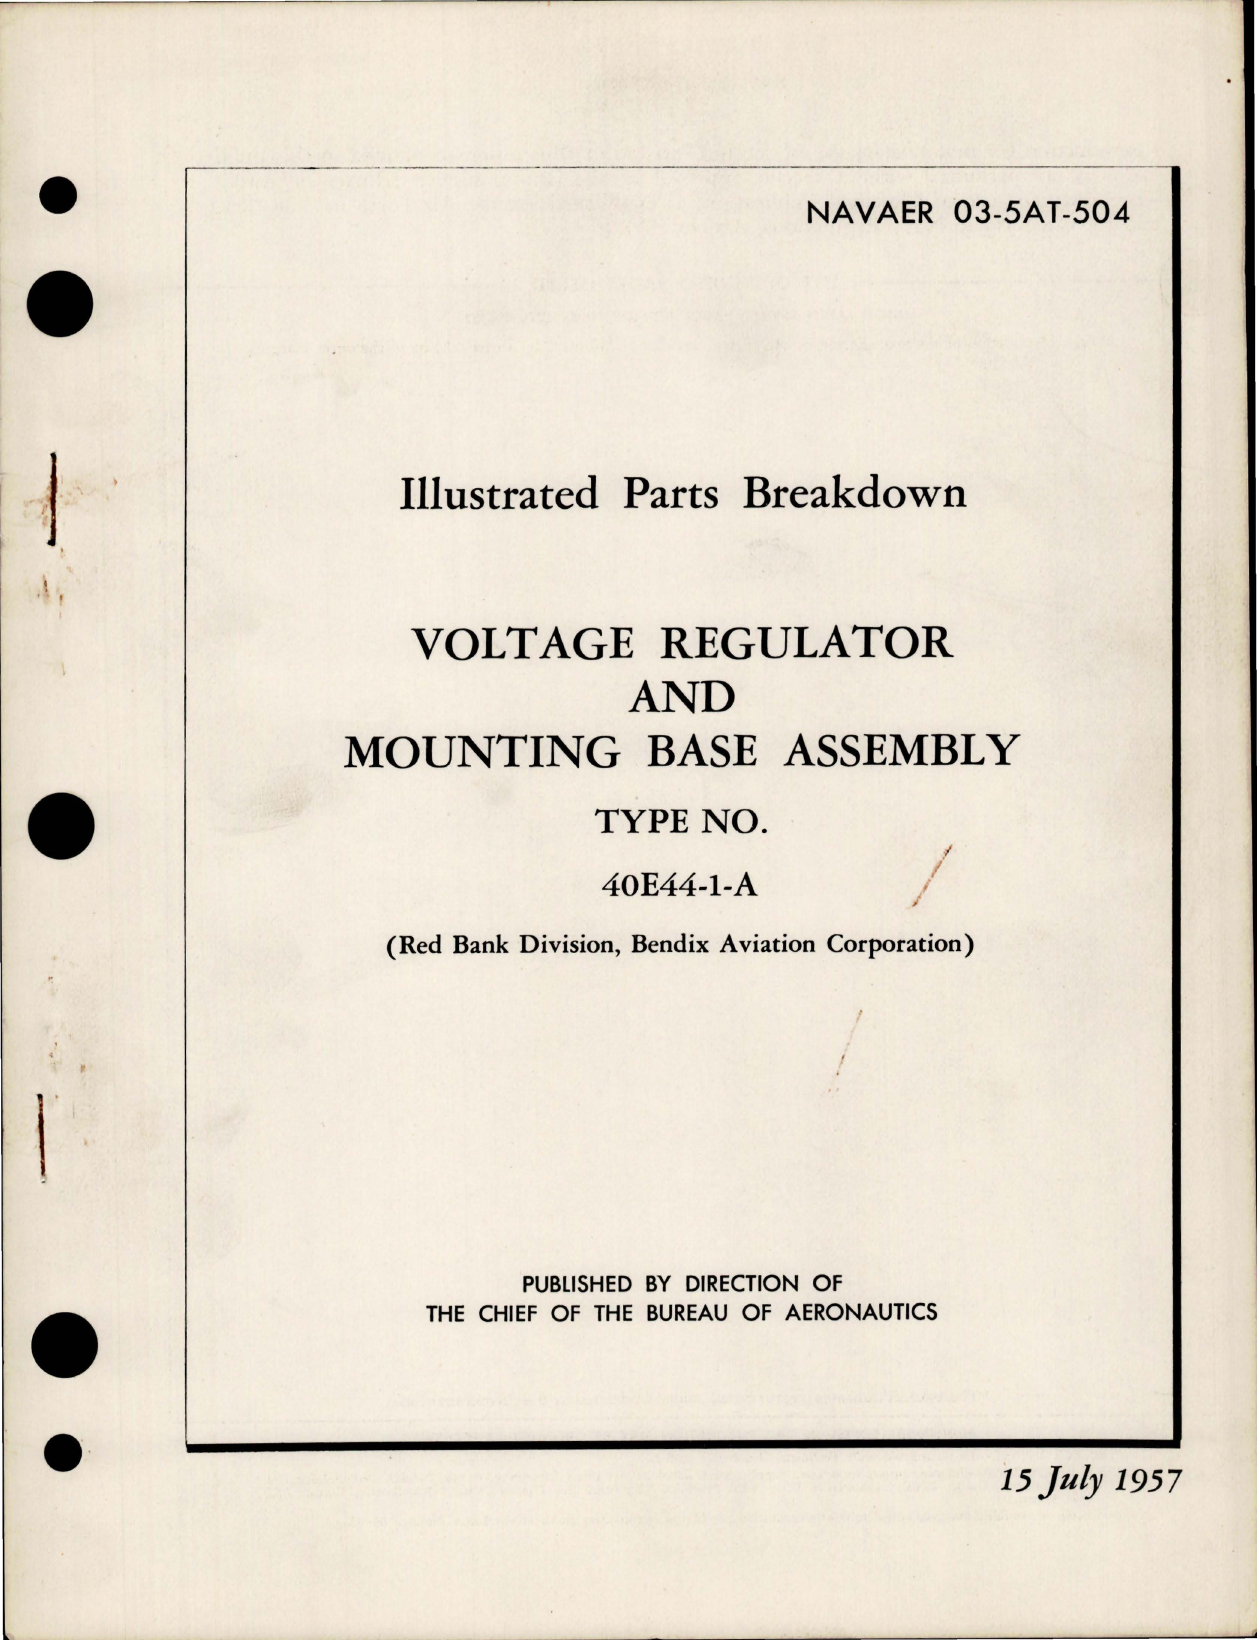 NAVAER 03-5AT-504
Illustrated Parts Breakdown
VOLTAGE REGULATOR
AND
MOUNTING BASE ASSEMBLY
TYPE NO.
40E44-1-A
(Red Bank Division, Bendix Aviation Corporation)
PUBLISHED BY DIRECTION OF
THE CHIEF OF THE BUREAU OF AERONAUTICS
15 July 1957